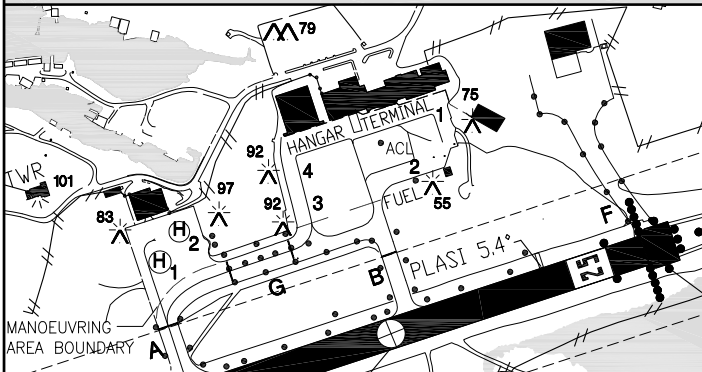 79
75
HANGAR
TERMINAL
1
ACL
92
4
2
TWR
101
97
92
3
FUEL
55
83
H
2
F
H
1
PLASI 5.4°
B
25
G
MANOEUVRING
AREA BOUNDARY
A